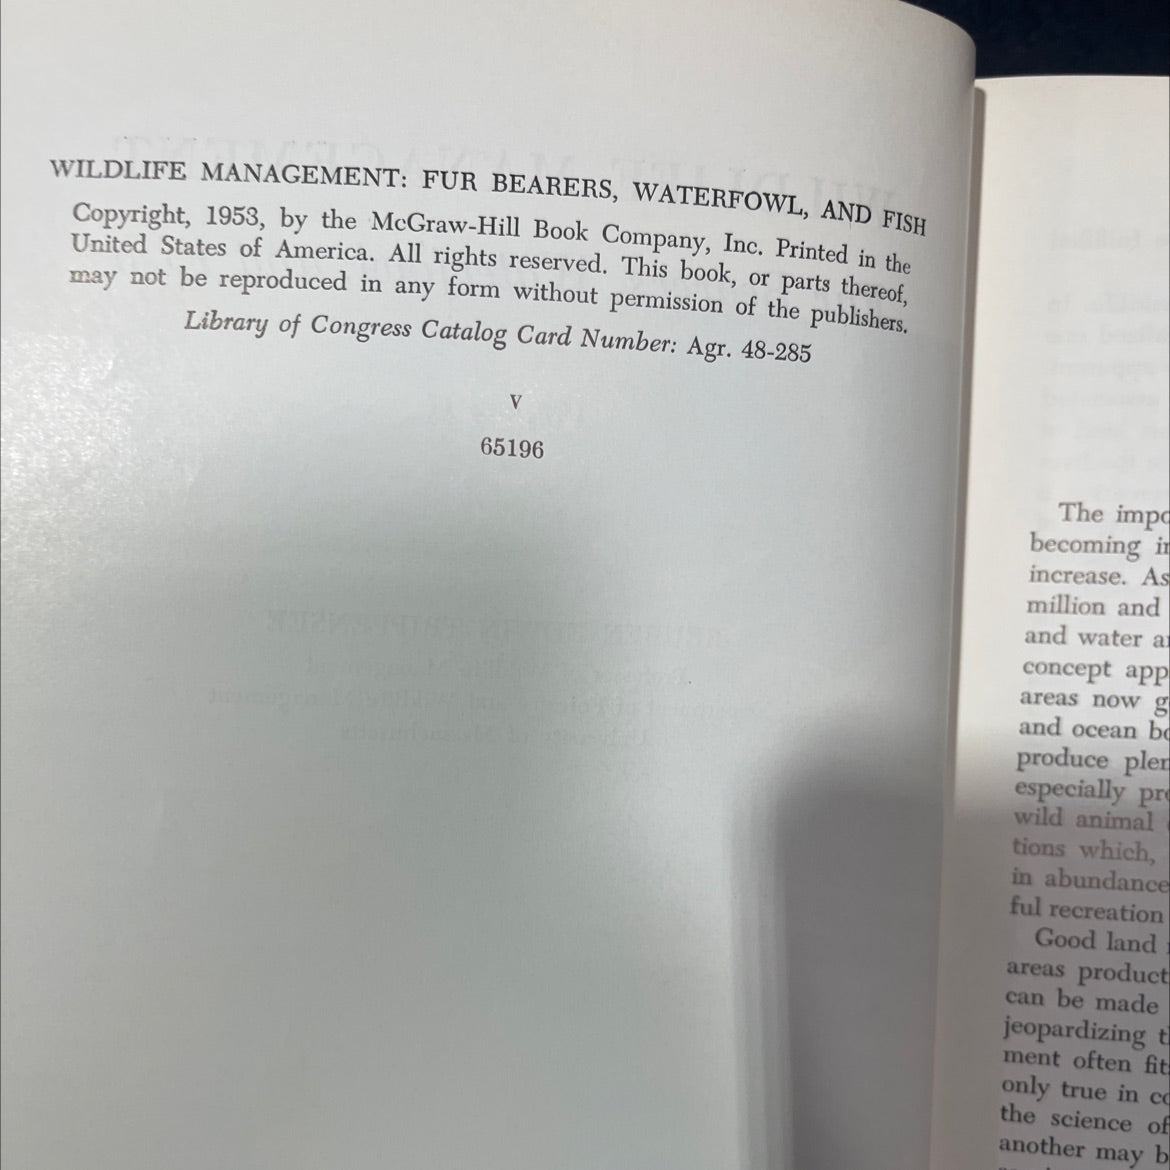 WILDLIFE MANAGEMENT: FUR BEARERS, WATERFOWL, AND FISH
Copyright, 1953, by the McGraw-Hill Book Company, Inc. Printed in the
United States of America. All rights reserved. This book, or parts thereof,
may not be reproduced in any form without permission of the publishers.
Library of Congress Catalog Card Number: Agr. 48-285
V
65196
The impo
becoming in
increase. As
million and
and water a
concept app
areas now g
and ocean bo
produce plen
especially pro
wild animal
tions which,
in abundance
ful recreation
Good land
areas product
can be made
jeopardizing t
ment often fit
only true in co
the science of
another may b